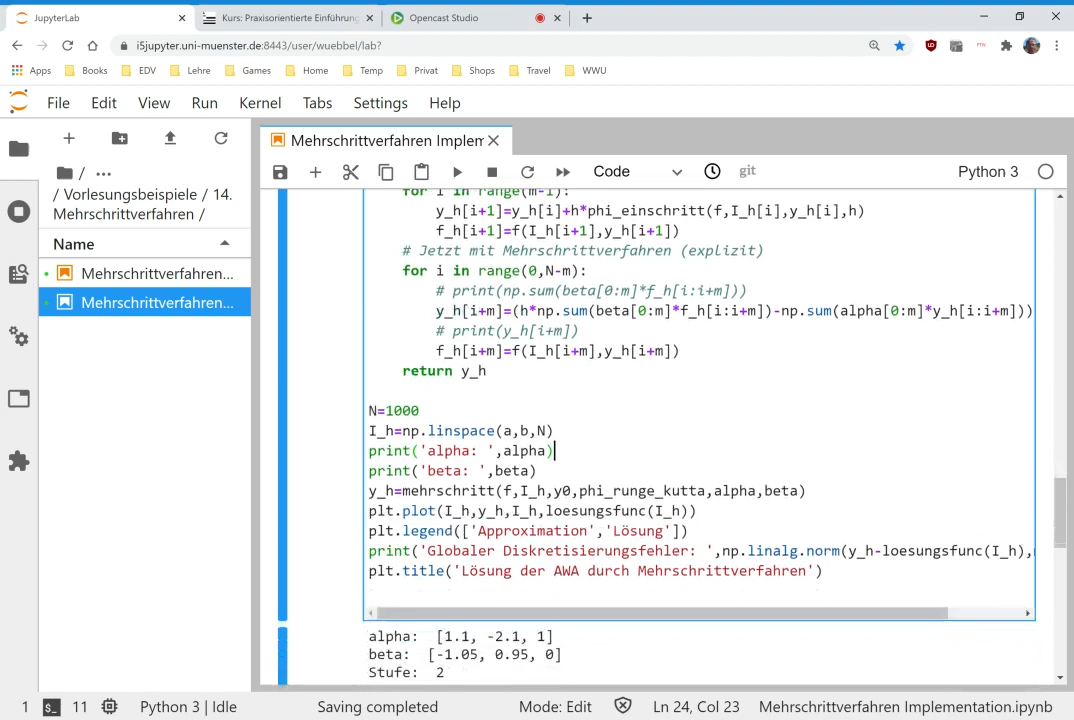 JupyterLab
Kurs: Praxisorientierte Einführung
Opencast Studio
i5jupyter.uni-muenster.de:8443/user/wuebbel/lab?
Apps Books EDV Lehre Games Home Temp Privat Shops Travel WWU
File Edit View Run Kernel Tabs Settings Help
/ ···
/ Vorlesungsbeispiele / 14.
Mehrschrittverfahren /
Name
Mehrschrittverfahren...
Mehrschrittverfahren...
Mehrschrittverfahren Implemen
Code
git
Python 3
for i in range(m-1):
y_h[i+1]=y_h[i]+h*phi_einschritt(f,I_h[i],y_h[i],h)
f_h[i+1]=f(I_h[i+1],y_h[i+1])
# Jetzt mit Mehrschrittverfahren (explizit)
for i in range(0,N-m):
# print(np.sum(beta[0:m]*f_h[i:i+m]))
y_h[i+m]=(h*np.sum(beta[0:m]*f_h[i:i+m])-np.sum(alpha[0:m]*y_h[i:i+m]))
# print(y_h[i+m])
f_h[i+m]=f(I_h[i+m],y_h[i+m])
return y_h
N=1000
I_h=np.linspace(a,b,N)
print('alpha: ',alpha)
print('beta: ',beta)
y_h=mehrschritt(f,I_h,y0,phi_runge_kutta,alpha,beta)
plt.plot(I_h,y_h,I_h,loesungsfunc(I_h))
plt.legend(['Approximation','Lösung'])
print('Globaler Diskretisierungsfehler: ',np.linalg.norm(y_h-loesungsfunc(I_h),
plt.title('Lösung der AWA durch Mehrschrittverfahren')
alpha: [1.1, -2.1, 1]
beta: [-1.05, 0.95, 0]
Stufe: 2
1 11 Python 3 | Idle Saving completed Mode: Edit Ln 24, Col 23 Mehrschrittverfahren Implementation.ipynb